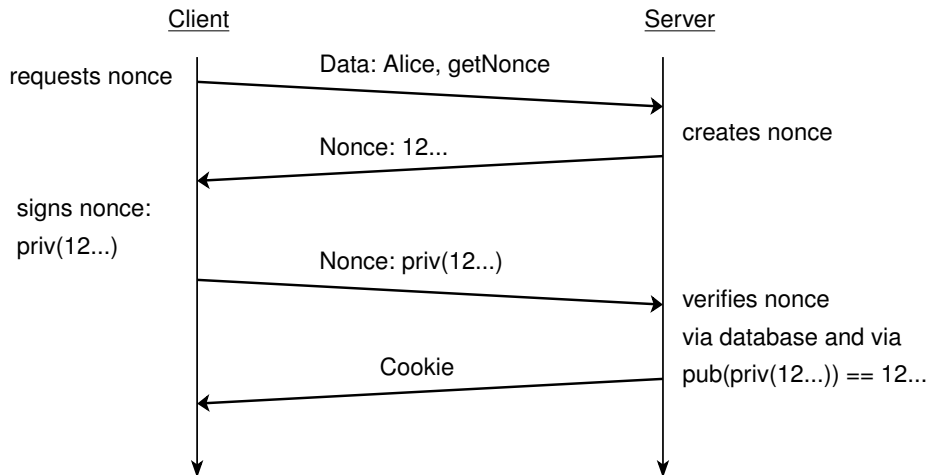 Client
Server
requests nonce
Data: Alice, getNonce
creates nonce
Nonce: 12...
signs nonce:
priv(12...)
Nonce: priv(12...)
verifies nonce
via database and via
pub(priv(12...)) == 12...
Cookie